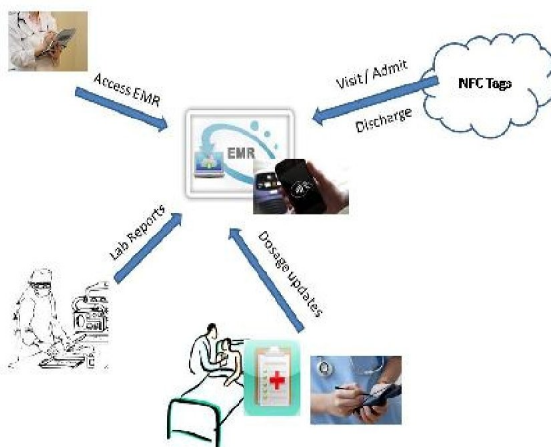 Access EMR
Visit / Admit
NFC Tags
Discharge
EMR
Lab Reports
Dosage updates